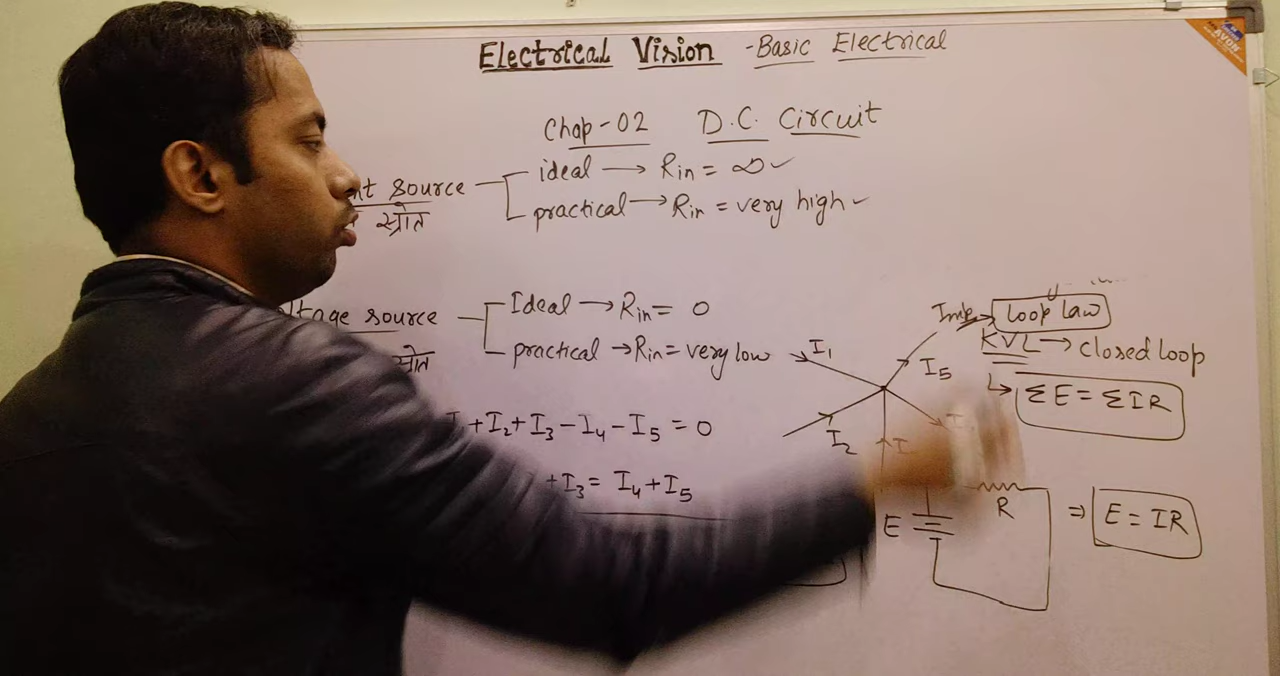 Electrical Vision - Basic Electrical
Chap-02 D.C. Circuit
source
ideal → Rin = ∞ ✓
स्रोत
practical → Rin = very high ✓
source
Ideal → Rin = 0
practical → Rin = very low
Imp. → Loop law
KVL → closed loop
ΣE = ΣIR
I1
I5
I2
+I2+I3-I4-I5 = 0
+I3 = I4+I5
E
R
⇒ E = IR
AVON